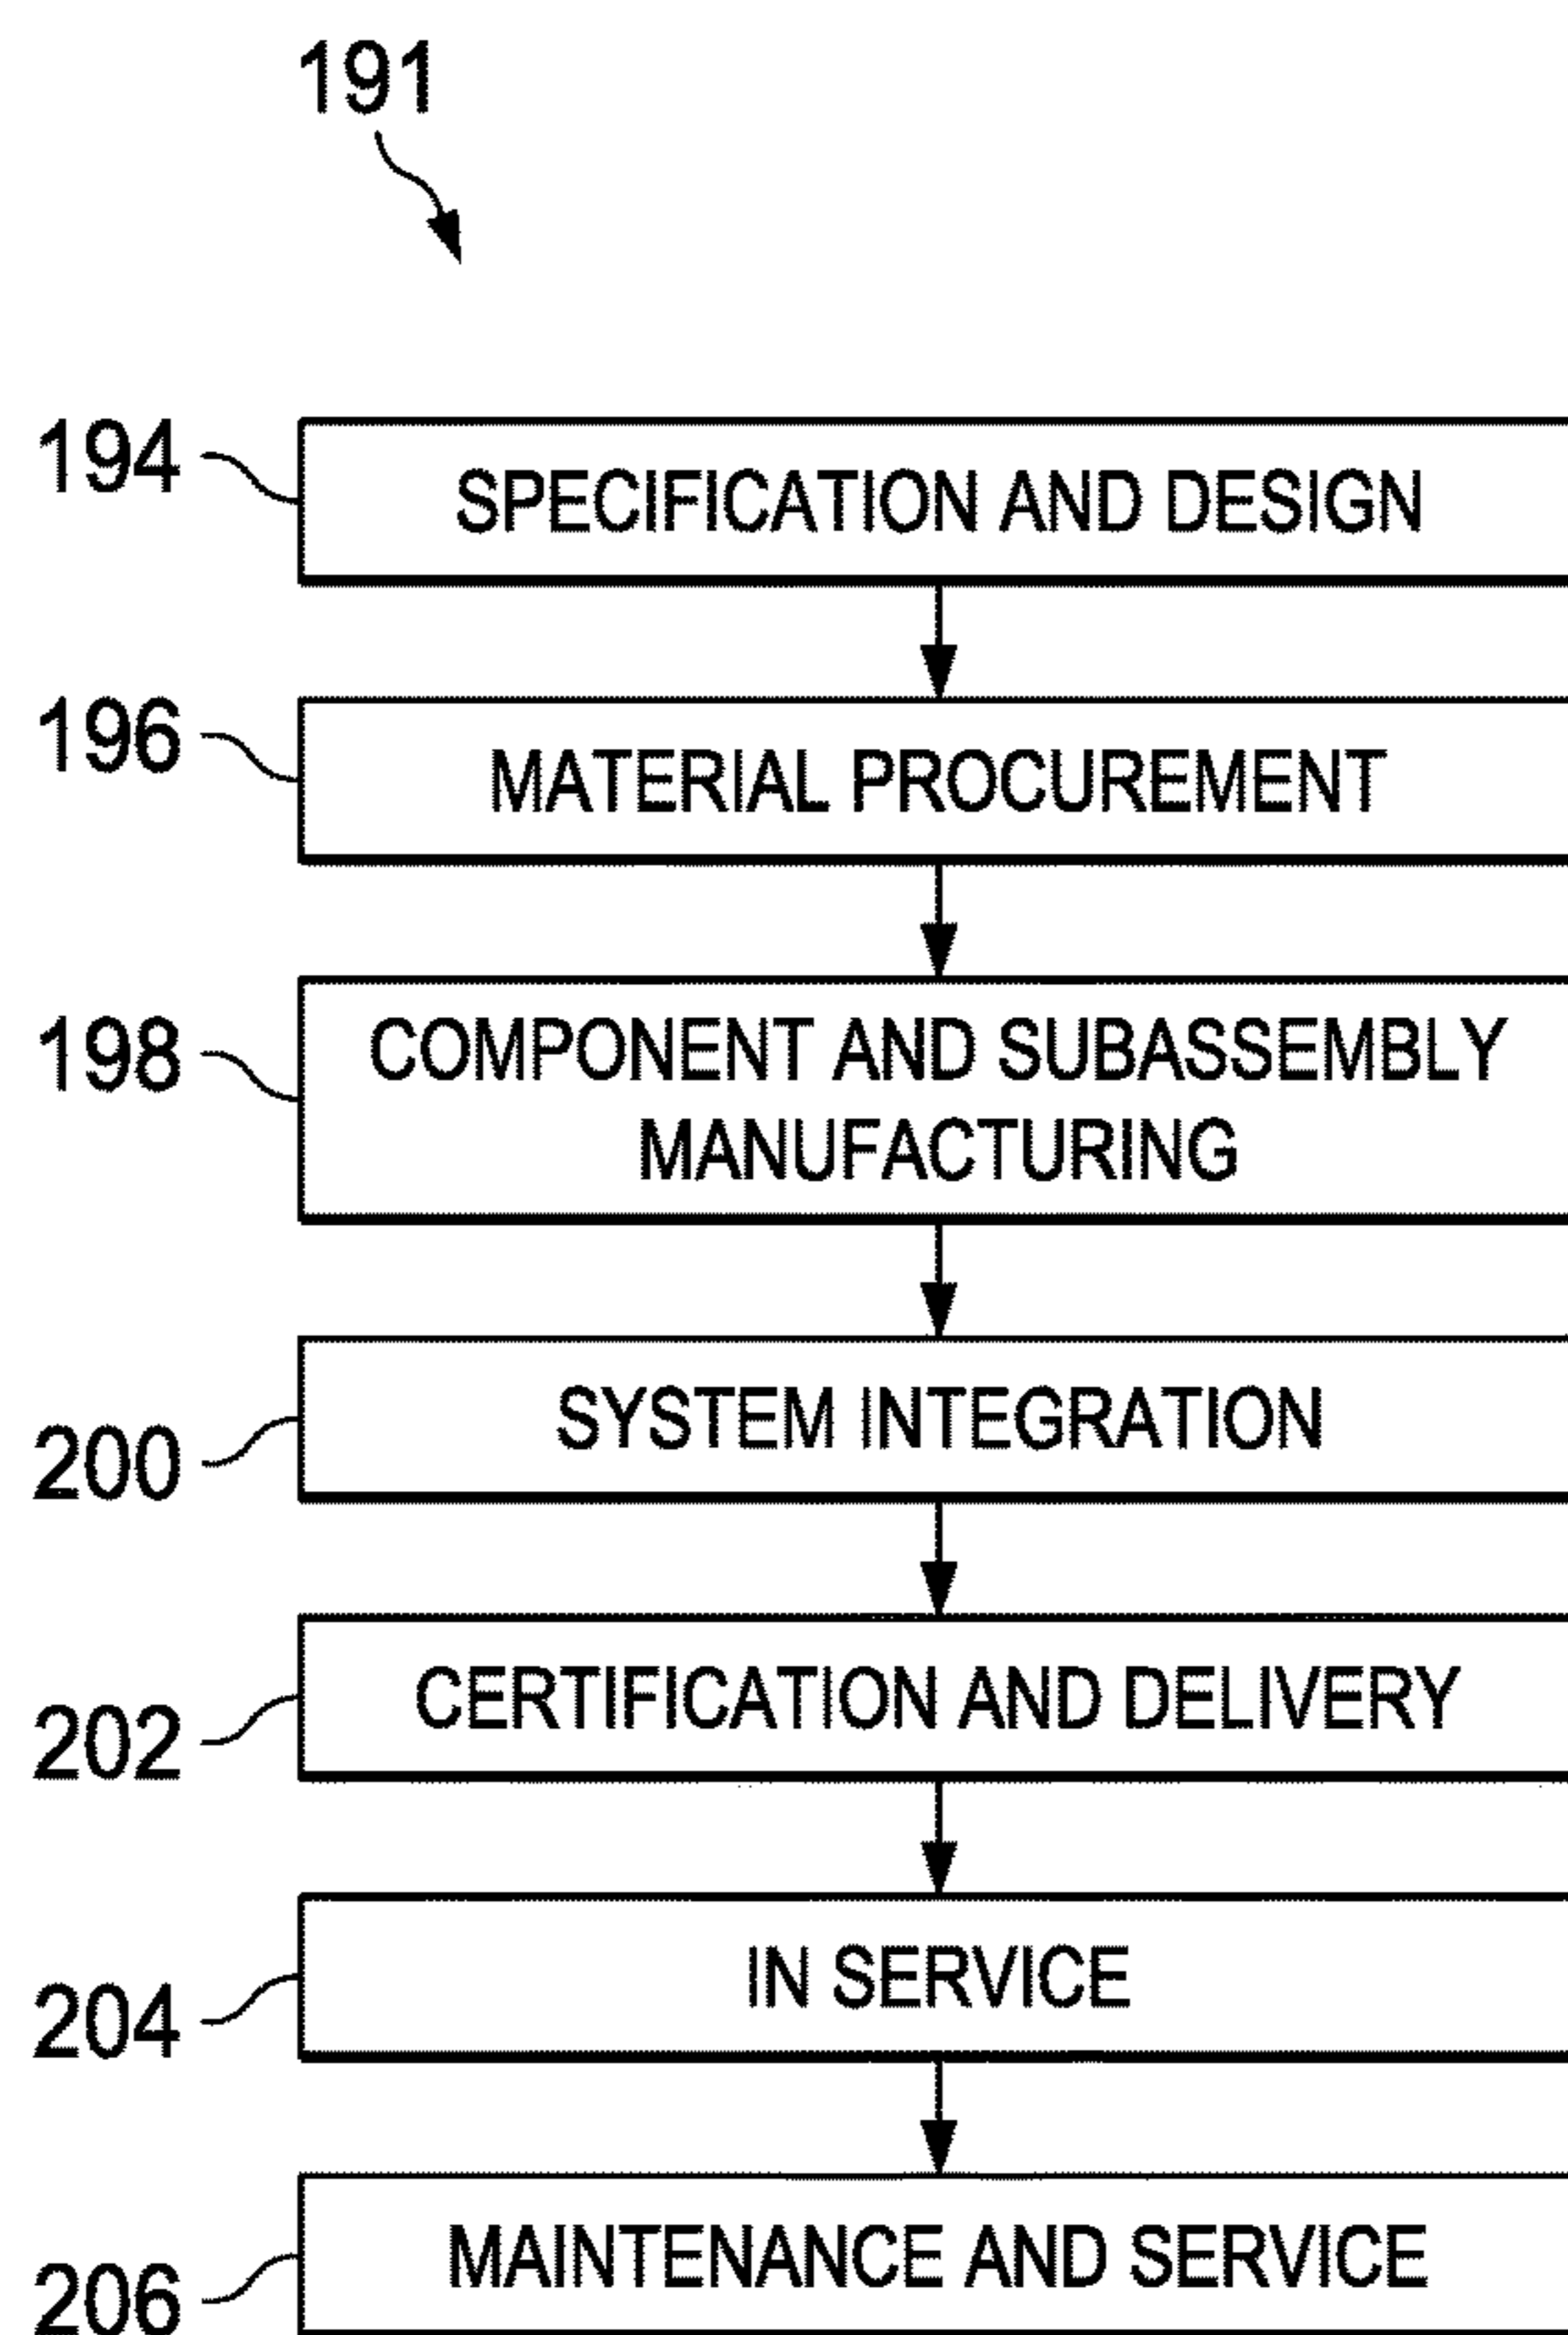 191
194 SPECIFICATION AND DESIGN
196 MATERIAL PROCUREMENT
198 COMPONENT AND SUBASSEMBLY
MANUFACTURING
200 SYSTEM INTEGRATION
202 CERTIFICATION AND DELIVERY
204 IN SERVICE
206 MAINTENANCE AND SERVICE